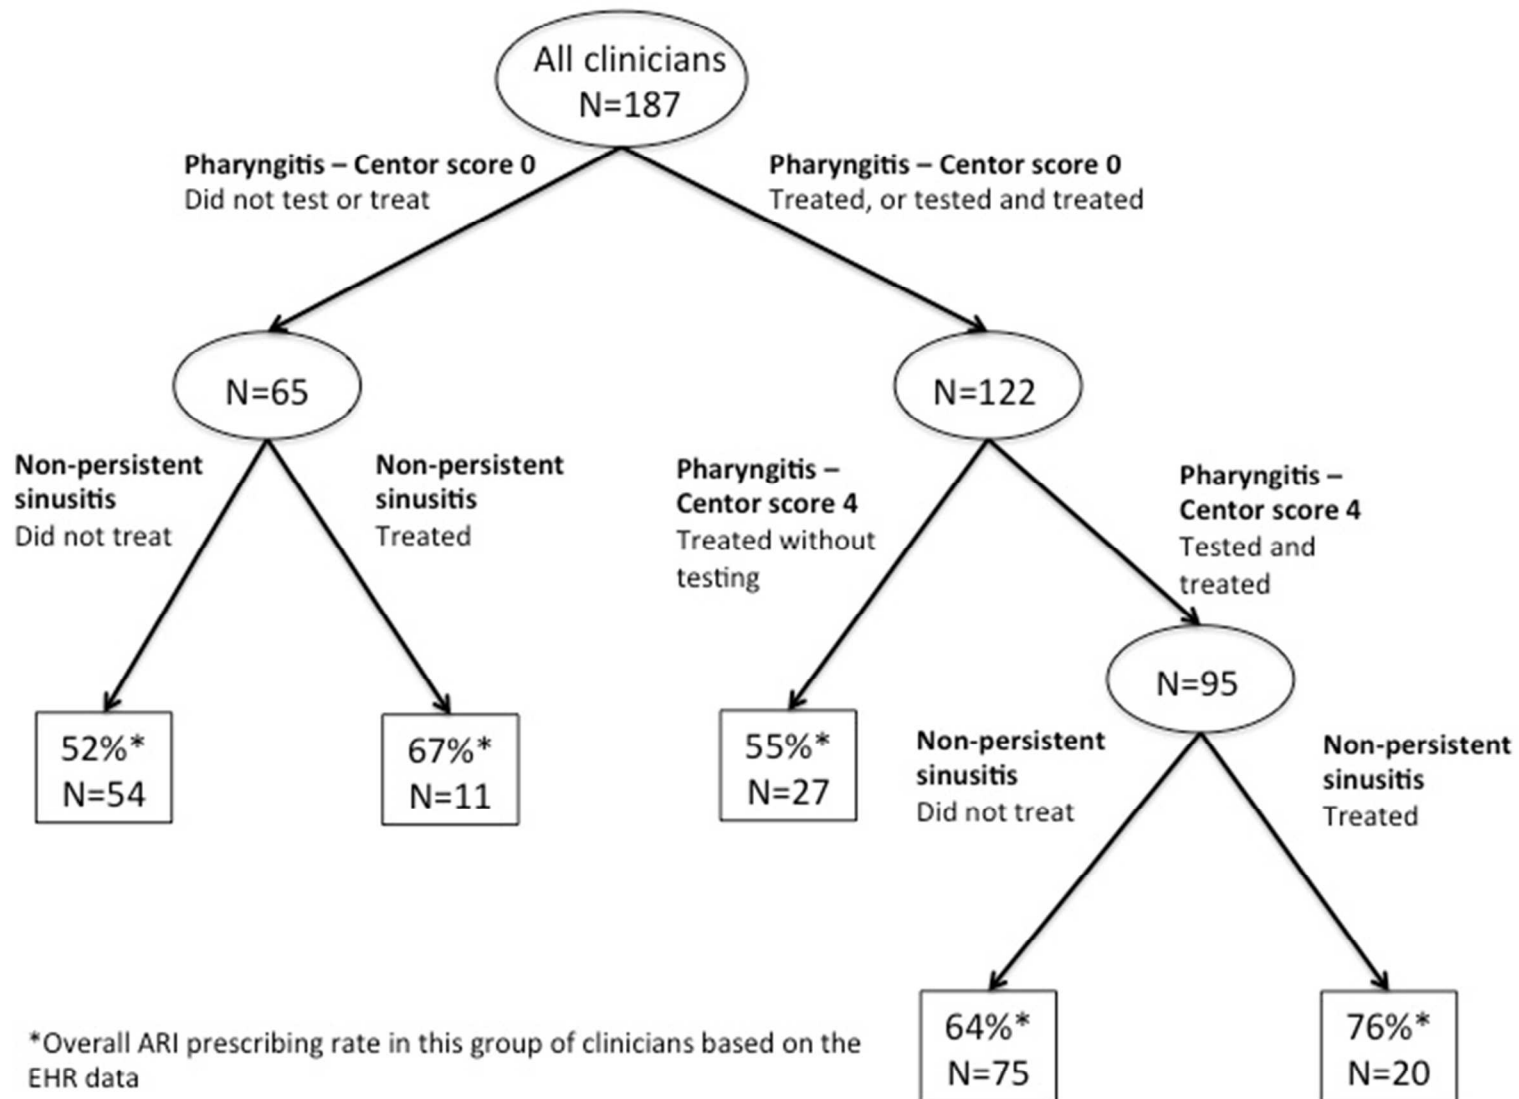 All clinicians
N=187
Pharyngitis – Centor score 0
Did not test or treat
Pharyngitis – Centor score 0
Treated, or tested and treated
N=65
N=122
Non-persistent
sinusitis
Did not treat
Non-persistent
sinusitis
Treated
Pharyngitis –
Centor score 4
Treated without
testing
Pharyngitis –
Centor score 4
Tested and
treated
N=95
52%*
N=54
67%*
N=11
55%*
N=27
Non-persistent
sinusitis
Did not treat
Non-persistent
sinusitis
Treated
64%*
N=75
76%*
N=20
*Overall ARI prescribing rate in this group of clinicians based on the
EHR data